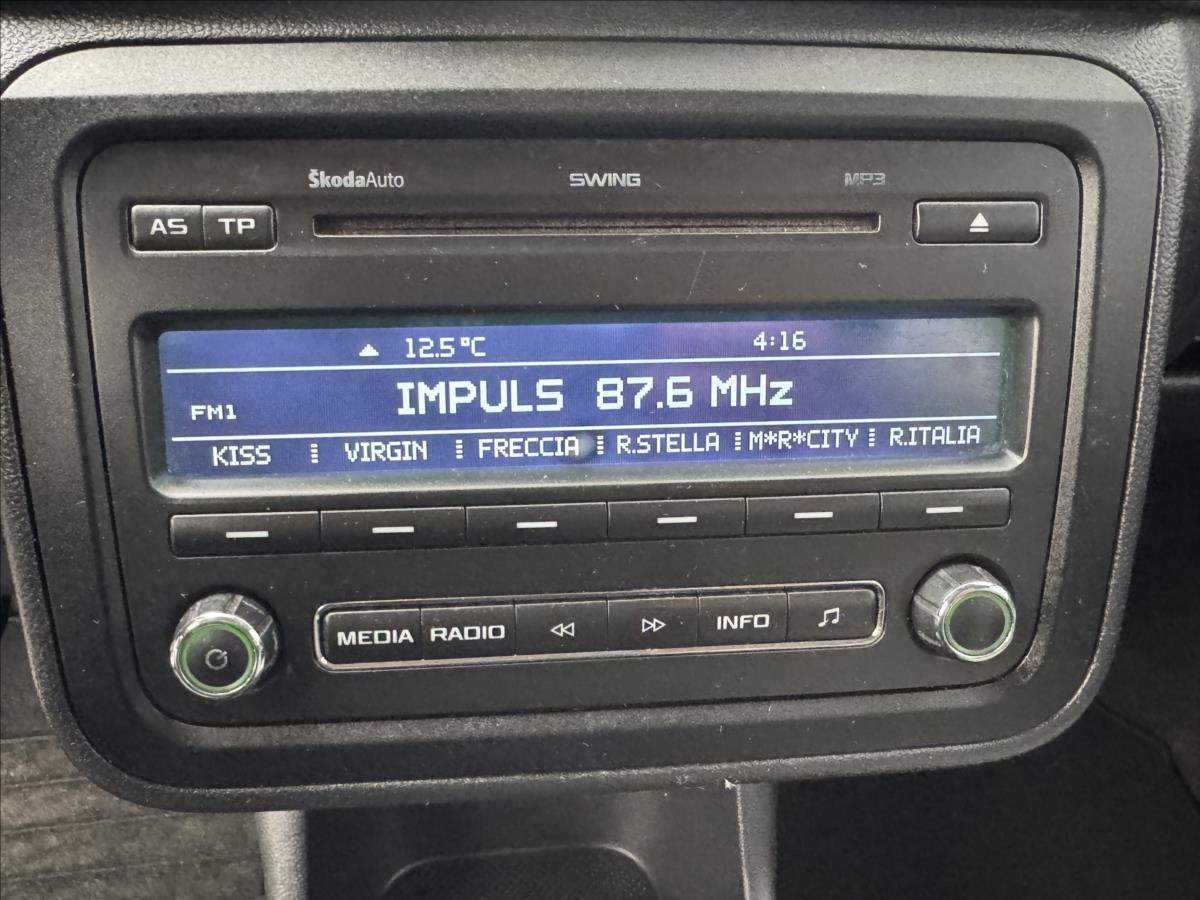 ŠkodaAuto SWING MP3
AS TP
12.5°C 4:16
IMPULS 87.6 MHz
FM1
KISS VIRGIN FRECCIA R.STELLA M*R*CITY R.ITALIA
MEDIA RADIO INFO